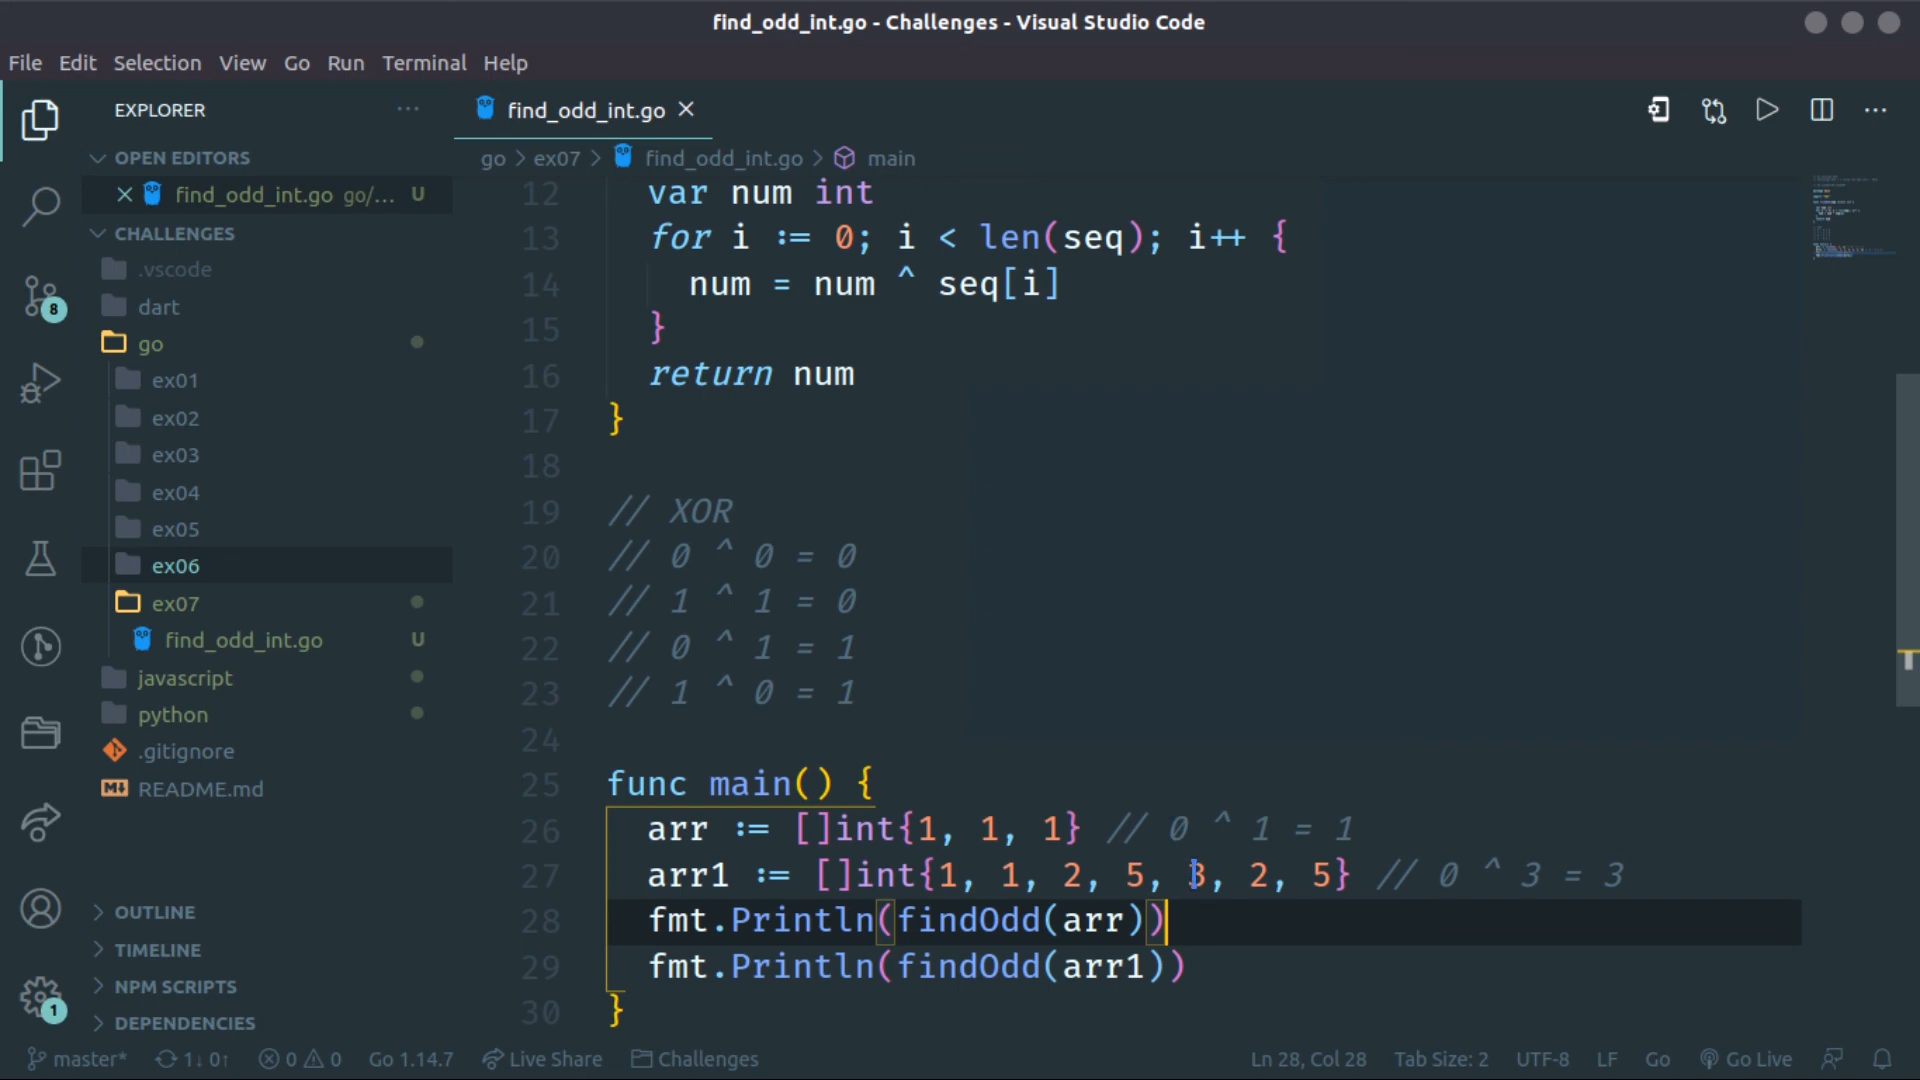 find_odd_int.go - Challenges - Visual Studio Code
File Edit Selection View Go Run Terminal Help
EXPLORER
OPEN EDITORS
find_odd_int.go go/... U
CHALLENGES
.vscode
dart
go
ex01
ex02
ex03
ex04
ex05
ex06
ex07
find_odd_int.go U
javascript
python
.gitignore
README.md
OUTLINE
TIMELINE
NPM SCRIPTS
DEPENDENCIES
8
1
find_odd_int.go
go > ex07 > find_odd_int.go > main
12 var num int
13 for i := 0; i < len(seq); i++ {
14 num = num ^ seq[i]
15 }
16 return num
17 }
18
19 // XOR
20 // 0 ^ 0 = 0
21 // 1 ^ 1 = 0
22 // 0 ^ 1 = 1
23 // 1 ^ 0 = 1
24
25 func main() {
26 arr := []int{1, 1, 1} // 0 ^ 1 = 1
27 arr1 := []int{1, 1, 2, 5, 3, 2, 5} // 0 ^ 3 = 3
28 fmt.Println(findOdd(arr))
29 fmt.Println(findOdd(arr1))
30 }
master* 1↓ 0↑ 0 0 Go 1.14.7 Live Share Challenges Ln 28, Col 28 Tab Size: 2 UTF-8 LF Go Go Live